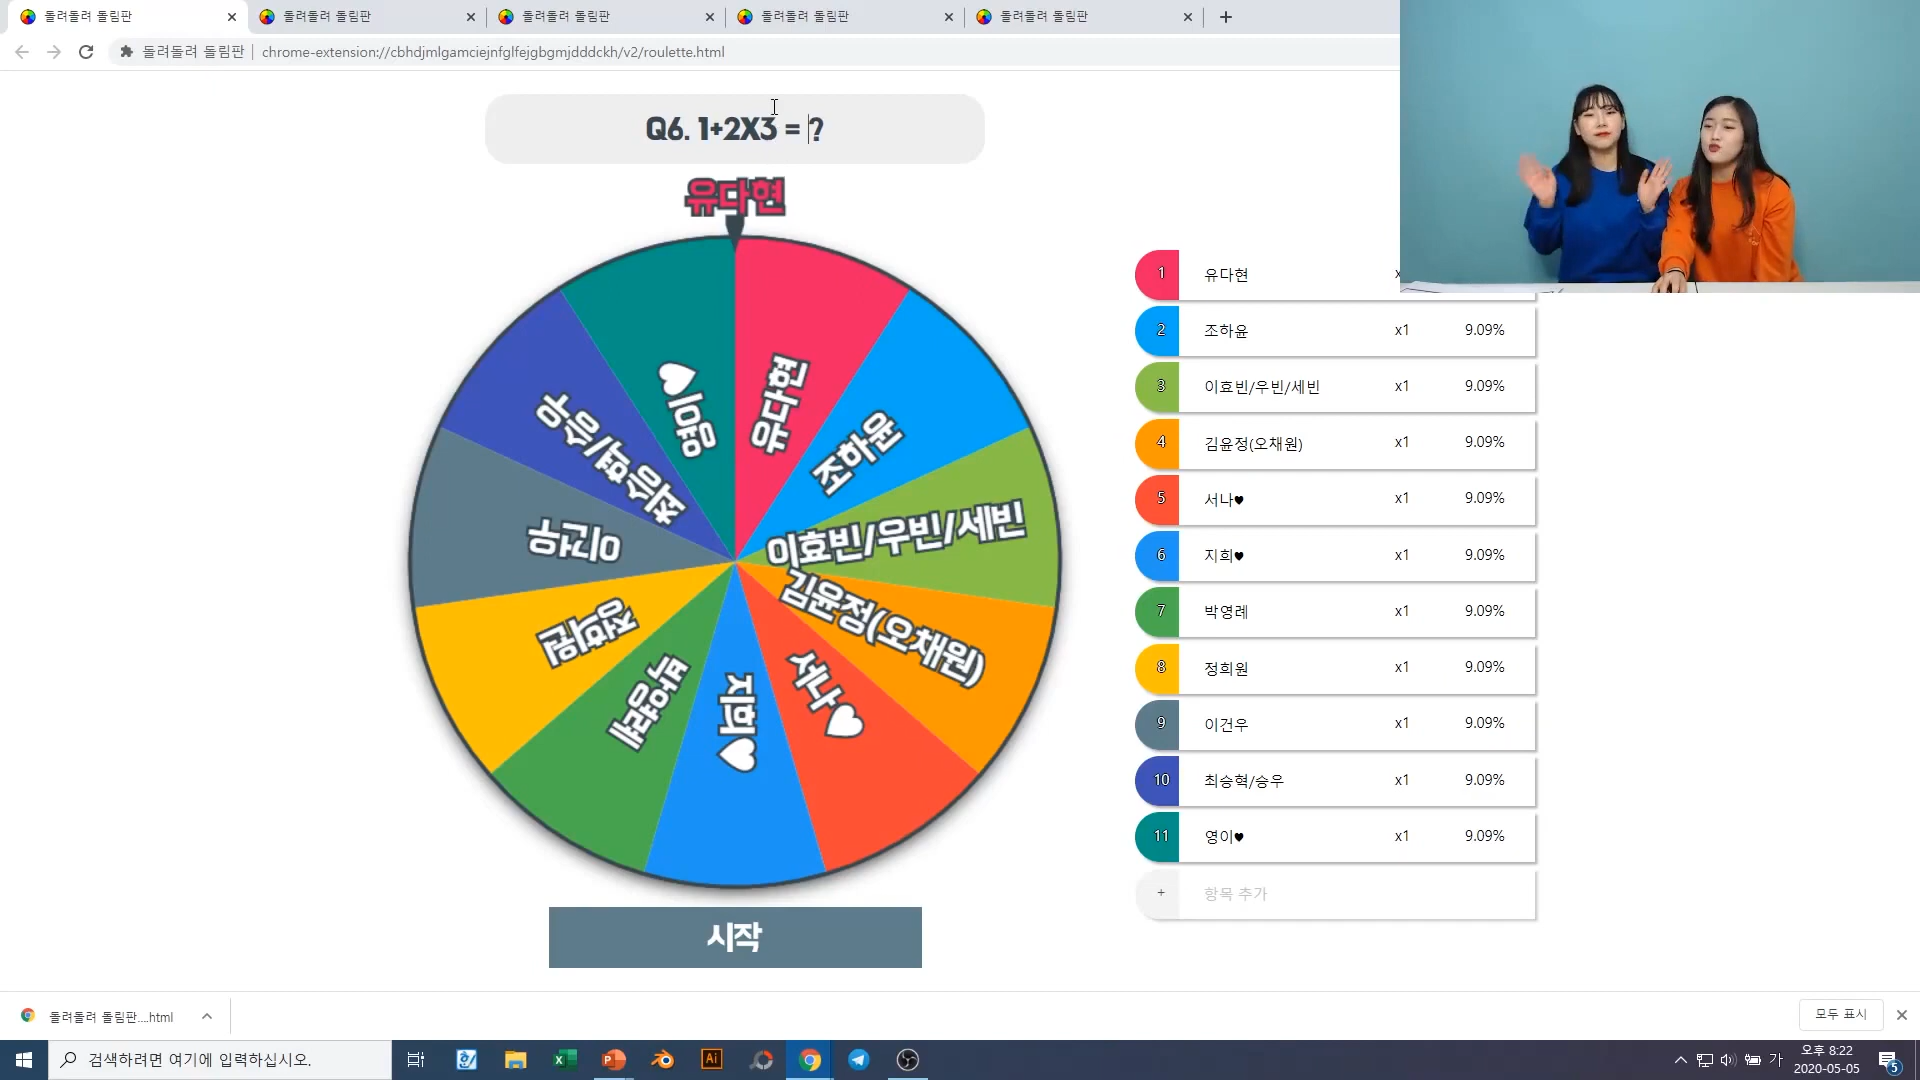 돌려돌려 돌림판
돌려돌려 돌림판
돌려돌려 돌림판
돌려돌려 돌림판
돌려돌려 돌림판
돌려돌려 돌림판
chrome-extension://cbhdjmlgamciejnfglfejgbgmjdddckh/v2/roulette.html
Q6. 1+2X3 = ?
유다현
유다현
조하윤
이효빈/우빈/세빈
김윤정(오채원)
서나♥
지희♥
박영례
정희원
이건우
최승혁/승우
영이♥
1 유다현
2 조하윤 x1 9.09%
3 이효빈/우빈/세빈 x1 9.09%
4 김윤정(오채원) x1 9.09%
5 서나♥ x1 9.09%
6 지희♥ x1 9.09%
7 박영례 x1 9.09%
8 정희원 x1 9.09%
9 이건우 x1 9.09%
10 최승혁/승우 x1 9.09%
11 영이♥ x1 9.09%
+ 항목 추가
시작
돌려돌려 돌림판....html
모두 표시
검색하려면 여기에 입력하십시오.
Ai
가
오후 8:22
2020-05-05
5